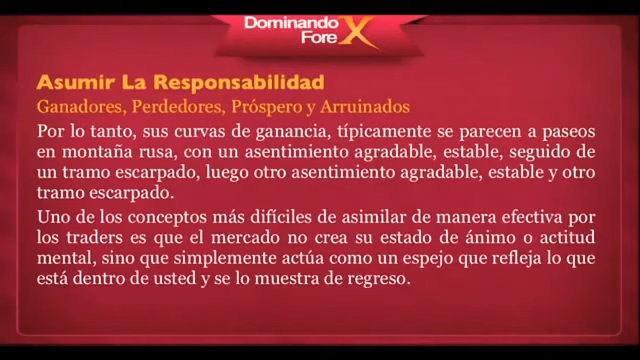 Dominando
Fore X
Asumir La Responsabilidad
Ganadores, Perdedores, Próspero y Arruinados
Por lo tanto, sus curvas de ganancia, típicamente se parecen a paseos
en montaña rusa, con un asentimiento agradable, estable, seguido de
un tramo escarpado, luego otro asentimiento agradable, estable y otro
tramo escarpado.
Uno de los conceptos más difíciles de asimilar de manera efectiva por
los traders es que el mercado no crea su estado de ánimo o actitud
mental, sino que simplemente actúa como un espejo que refleja lo que
está dentro de usted y se lo muestra de regreso.